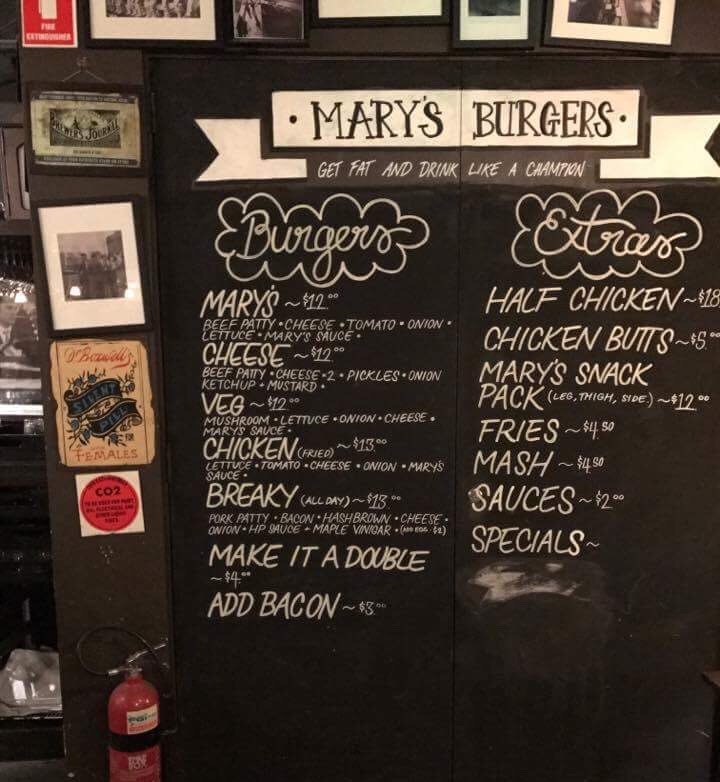 FIRE
EXTINGUISHER
BREWER'S JOURNAL
· MARY'S BURGERS ·
GET FAT AND DRINK LIKE A CHAMPION
Burgers
MARY'S ~ $12.00
BEEF PATTY • CHEESE • TOMATO • ONION •
LETTUCE • MARY'S SAUCE •
CHEESE ~ $12.00
BEEF PATTY • CHEESE • 2 • PICKLES • ONION
KETCHUP + MUSTARD •
VEG ~ $12.00
MUSHROOM • LETTUCE • ONION • CHEESE •
MARYS SAUCE •
CHICKEN (FRIED) ~ $13.00
LETTUCE • TOMATO • CHEESE • ONION • MARY'S
SAUCE •
BREAKY (ALL DAY) ~ $13.00
PORK PATTY • BACON • HASHBROWN • CHEESE •
ONION • HP SAUCE + MAPLE VINIGAR • (ADD EGG $2)
MAKE IT A DOUBLE
~ $4.00
ADD BACON ~ $3.00
Extras
HALF CHICKEN ~ $18
CHICKEN BUTTS ~ $5.00
MARY'S SNACK
PACK (LEG, THIGH, SIDE) ~ $12.00
FRIES ~ $4.50
MASH ~ $4.50
SAUCES ~ $2.00
SPECIALS ~
SILENT
PILL
FOR
FEMALES
CO2